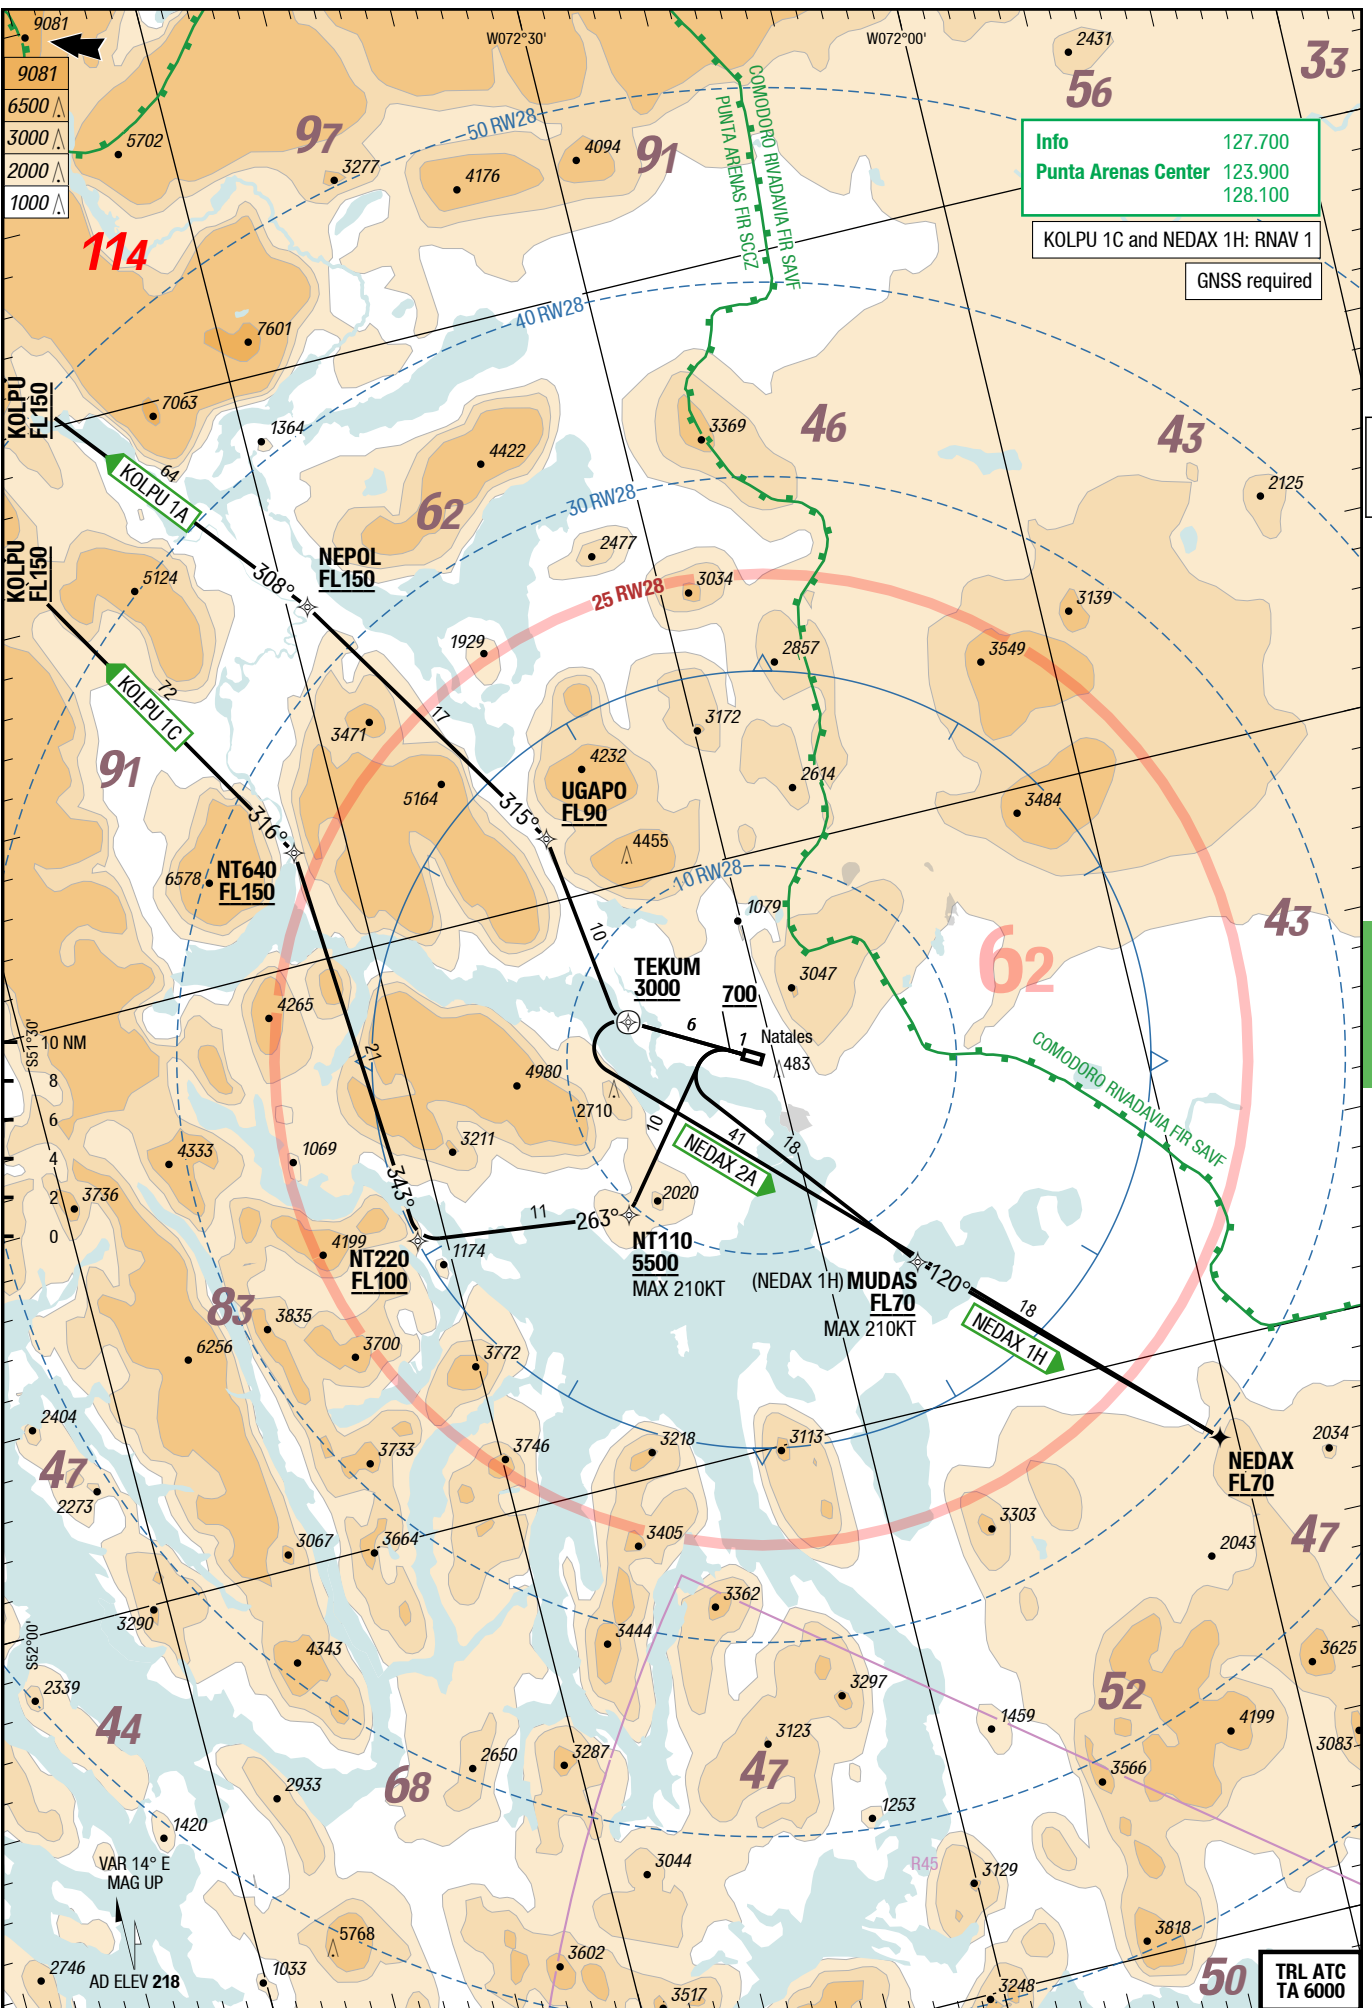 9081
9081
6500
3000
2000
1000
114
5702
97
3277
50 RW28
4176
4094
91
W072°30'
W072°00'
COMODORO RIVADAVIA FIR SAVF
PUNTA ARENAS FIR SCCZ
2431
56
33
Info 127.700
Punta Arenas Center 123.900
128.100
KOLPU 1C and NEDAX 1H: RNAV 1
GNSS required
40 RW28
7601
KOLPU
FL150
7063
1364
64
KOLPU 1A
4422
62
3369
46
43
2125
30 RW28
2477
308°
NEPOL
FL150
KOLPU
FL150
5124
25 RW28
3034
3139
1929
2857
3549
72
KOLPU 1C
3471
17
3172
91
5164
4232
2614
UGAPO
FL90
315°
3484
316°
4455
6578
NT640
FL150
10 RW28
1079
43
62
10
TEKUM
3000
700
3047
4265
6
1
Natales
483
COMODORO RIVADAVIA FIR SAVF
S51°30'
10 NM
8
6
4
2
0
21
4980
2710
10
41
18
NEDAX 2A
4333
1069
3211
3736
343°
2020
11
263°
4199
NT220
FL100
1174
NT110
5500
MAX 210KT
(NEDAX 1H) MUDAS
FL70
MAX 210KT
120°
18
NEDAX 1H
83
3835
3700
6256
3772
2404
47
2273
3733
3746
3218
3113
2034
NEDAX
FL70
3303
47
2043
3405
3067
3664
3362
3290
S52°00'
4343
3444
3625
2339
3297
52
44
3123
1459
4199
3083
2650
3287
47
3566
68
2933
1253
1420
VAR 14° E
MAG UP
3044
R45
3129
5768
3818
AD ELEV 218
2746
1033
3602
3517
3248
50
TRL ATC
TA 6000